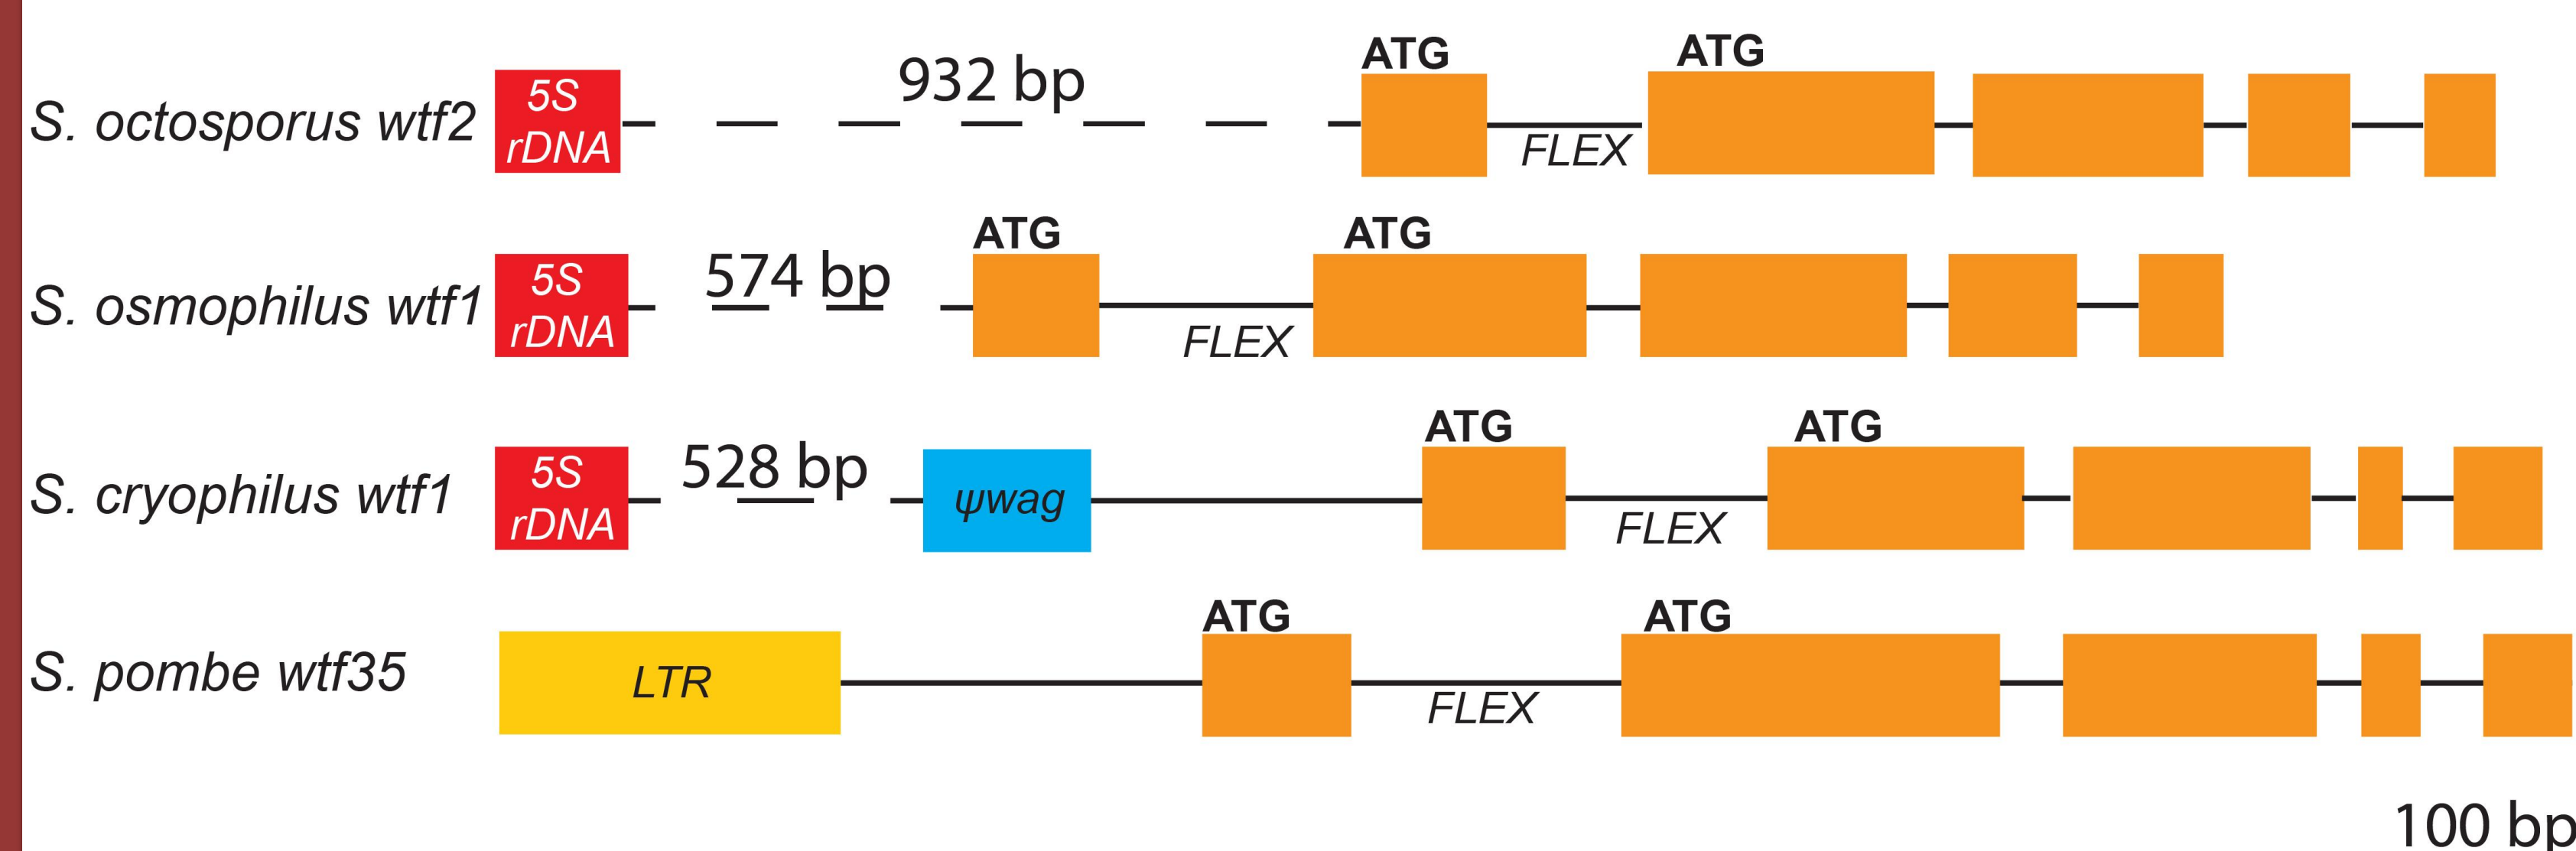 ATG ATG
932 bp
S. octosporus wtf2 5S rDNA FLEX
ATG ATG
574 bp
S. osmophilus wtf1 5S rDNA FLEX
ATG ATG
528 bp
S. cryophilus wtf1 5S rDNA ψwag FLEX
ATG ATG
S. pombe wtf35 LTR FLEX
100 bp